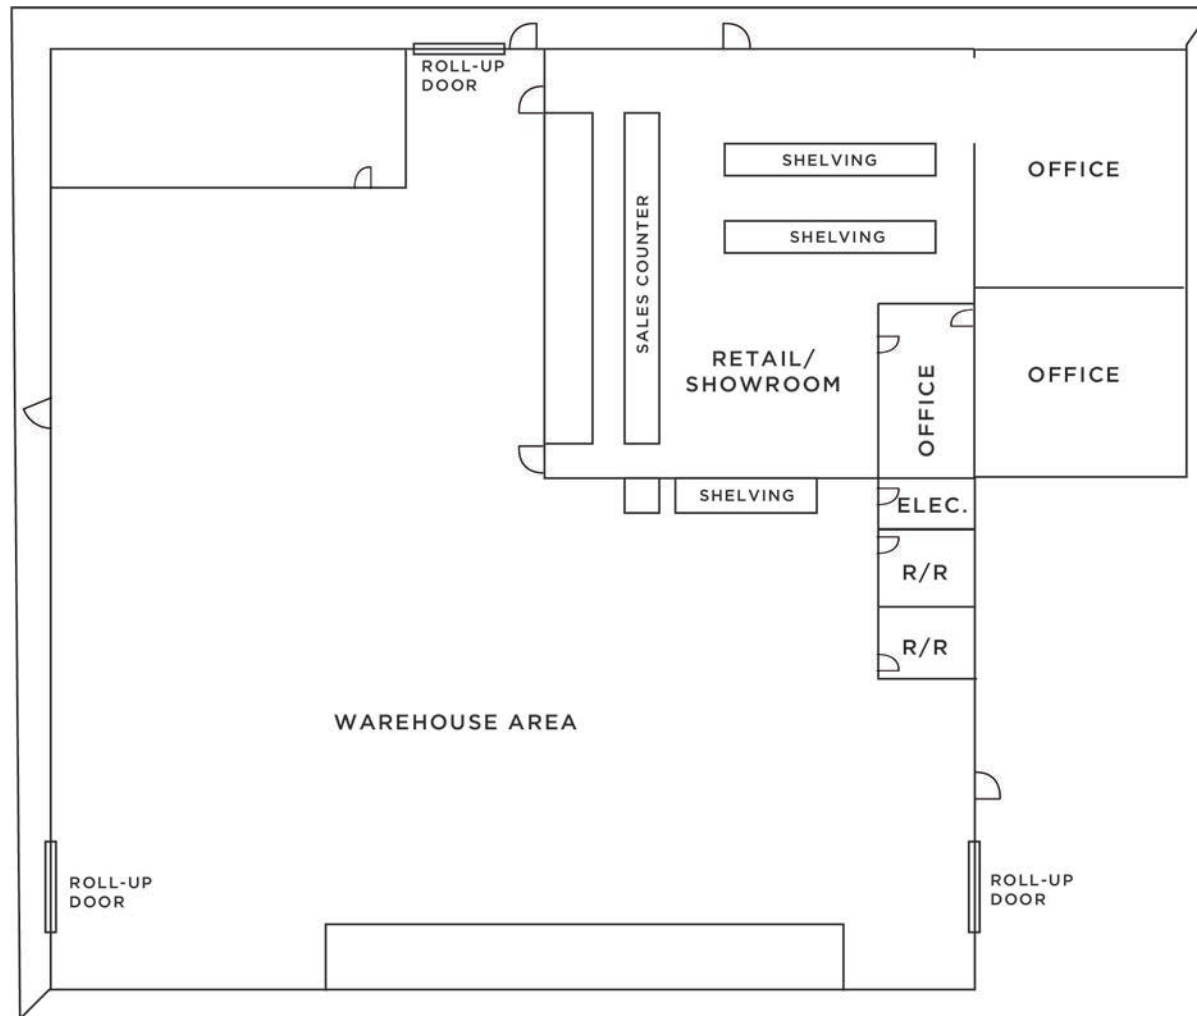 ROLL-UP
DOOR
SHELVING
OFFICE
SHELVING
SALES COUNTER
RETAIL/
SHOWROOM
OFFICE
OFFICE
SHELVING
ELEC.
R/R
R/R
WAREHOUSE AREA
ROLL-UP
DOOR
ROLL-UP
DOOR